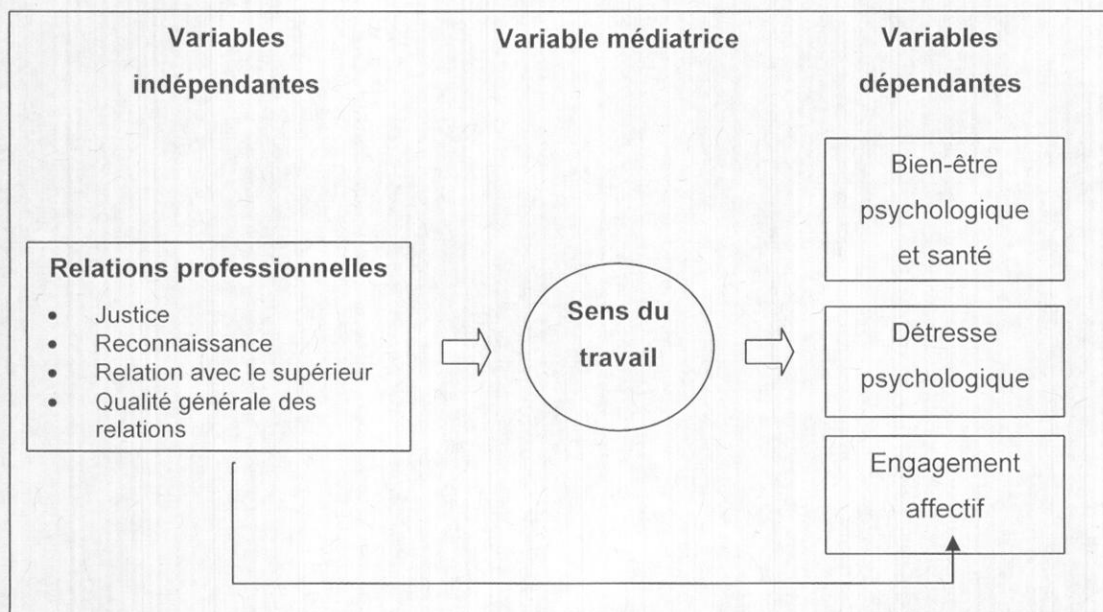 Variables
indépendantes
Variable médiatrice
Variables
dépendantes
Relations professionnelles
• Justice
• Reconnaissance
• Relation avec le supérieur
• Qualité générale des
relations
Sens du
travail
Bien-être
psychologique
et santé
Détresse
psychologique
Engagement
affectif